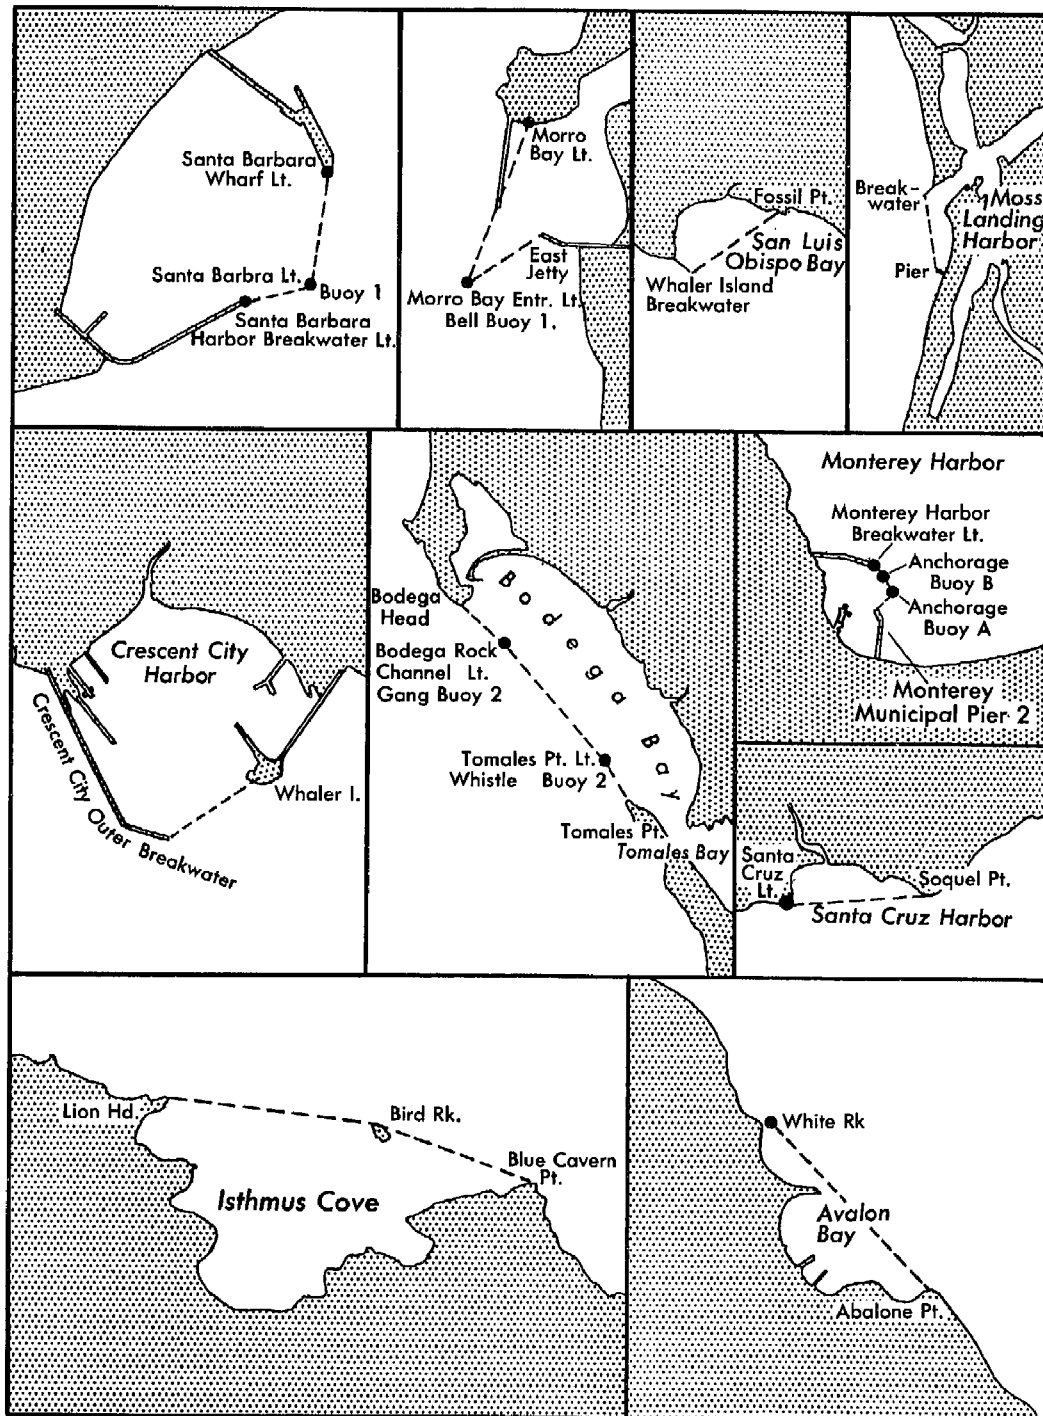 Santa Barbara
Wharf Lt.
Santa Barbra Lt.
Buoy 1
Santa Barbara
Harbor Breakwater Lt.
Morro
Bay Lt.
East
Jetty
Morro Bay Entr. Lt.
Bell Buoy 1.
Fossil Pt.
San Luis
Obispo Bay
Whaler Island
Breakwater
Break-
water
Moss
Landing
Harbor
Pier
Crescent City
Harbor
Whaler I.
Crescent City Outer Breakwater
Bodega
Head
Bodega Bay
Bodega Rock
Channel Lt.
Gang Buoy 2
Tomales Pt. Lt.
Whistle Buoy 2
Tomales Pt.
Tomales Bay
Monterey Harbor
Monterey Harbor
Breakwater Lt.
Anchorage
Buoy B
Anchorage
Buoy A
Monterey
Municipal Pier 2
Santa
Cruz
Lt.
Soquel Pt.
Santa Cruz Harbor
Lion Hd.
Bird Rk.
Blue Cavern
Pt.
Isthmus Cove
White Rk
Avalon
Bay
Abalone Pt.